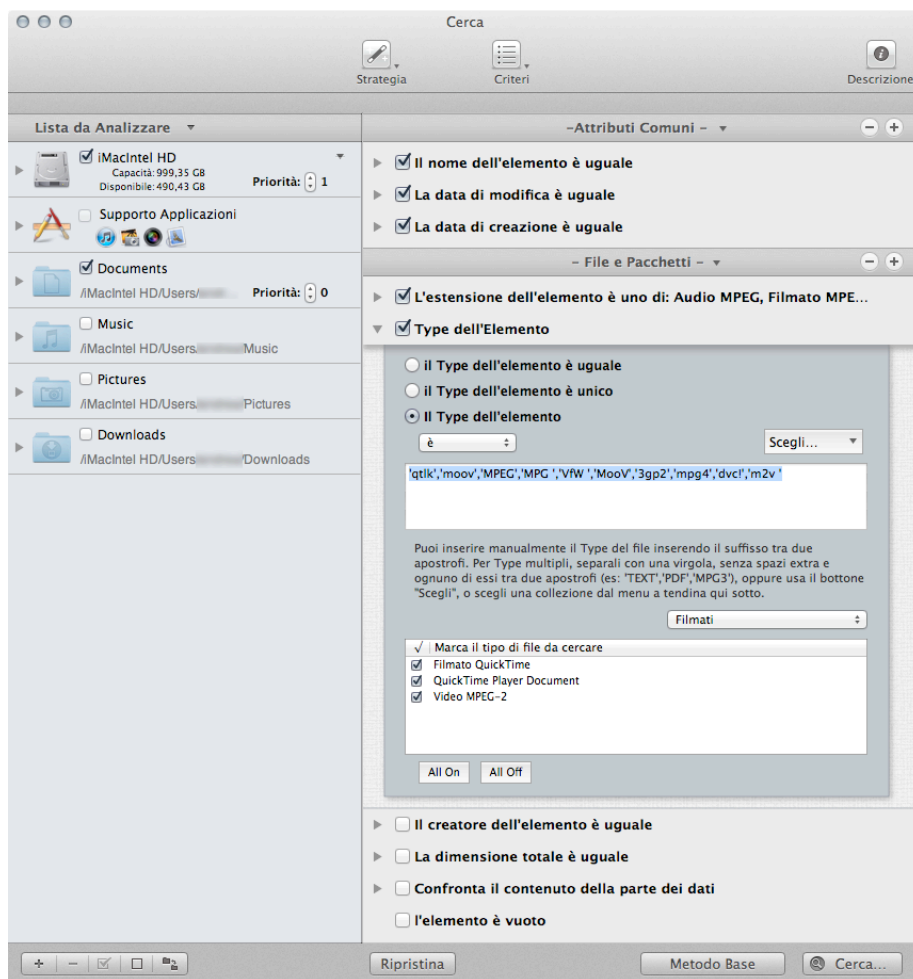 Cerca
Strategia
Criteri
Descrizione
Lista da Analizzare
iMacIntel HD
Capacità: 999,35 GB
Disponibile: 490,43 GB
Priorità: 1
Supporto Applicazioni
Documents
/iMacIntel HD/Users/
Priorità: 0
Music
/iMacIntel HD/Users/ /Music
Pictures
/iMacIntel HD/Users/ /Pictures
Downloads
/iMacIntel HD/Users /Downloads
-Attributi Comuni -
Il nome dell'elemento è uguale
La data di modifica è uguale
La data di creazione è uguale
- File e Pacchetti -
L'estensione dell'elemento è uno di: Audio MPEG, Filmato MPE...
Type dell'Elemento
il Type dell'elemento è uguale
il Type dell'elemento è unico
Il Type dell'elemento
è
Scegli...
'qtlk','moov','MPEG','MPG ','VfW ','MooV','3gp2','mpg4','dvc!','m2v '
Puoi inserire manualmente il Type del file inserendo il suffisso tra due
apostrofi. Per Type multipli, separali con una virgola, senza spazi extra e
ognuno di essi tra due apostrofi (es: 'TEXT','PDF','MPG3'), oppure usa il bottone
"Scegli", o scegli una collezione dal menu a tendina qui sotto.
Filmati
√ Marca il tipo di file da cercare
Filmato QuickTime
QuickTime Player Document
Video MPEG-2
All On
All Off
Il creatore dell'elemento è uguale
La dimensione totale è uguale
Confronta il contenuto della parte dei dati
l'elemento è vuoto
Ripristina
Metodo Base
Cerca...